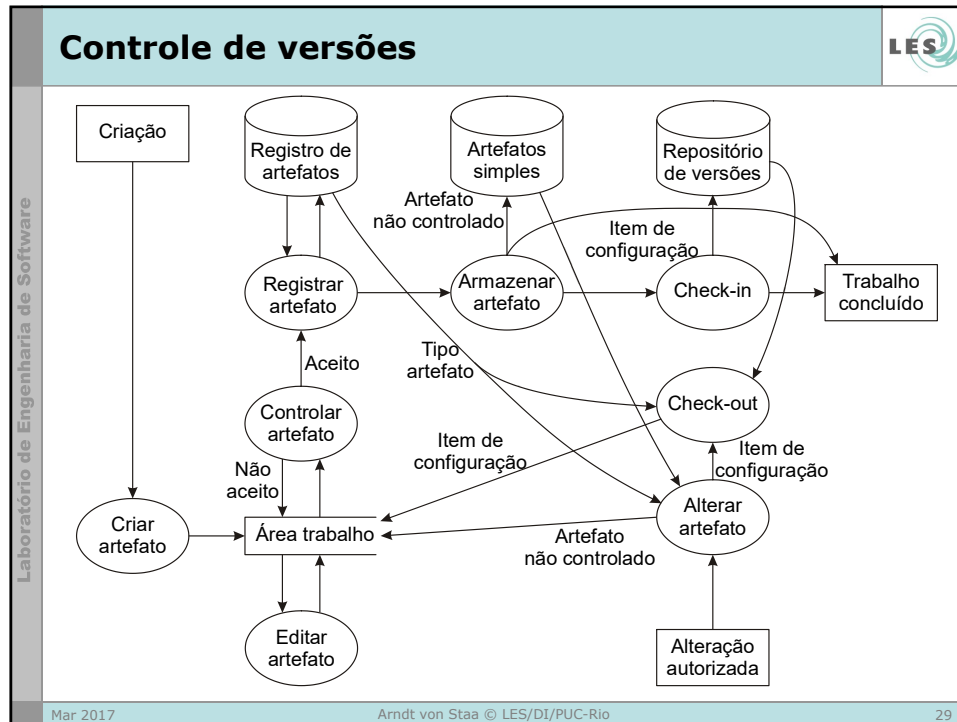 Controle de versões
LES
Laboratório de Engenharia de Software
Criação
Registro de
artefatos
Artefatos
simples
Repositório
de versões
Artefato
não controlado
Item de
configuração
Registrar
artefato
Armazenar
artefato
Check-in
Trabalho
concluído
Aceito
Tipo
artefato
Controlar
artefato
Check-out
Item de
configuração
Item de
configuração
Não
aceito
Criar
artefato
Área trabalho
Alterar
artefato
Artefato
não controlado
Editar
artefato
Alteração
autorizada
Mar 2017
Arndt von Staa © LES/DI/PUC-Rio
29